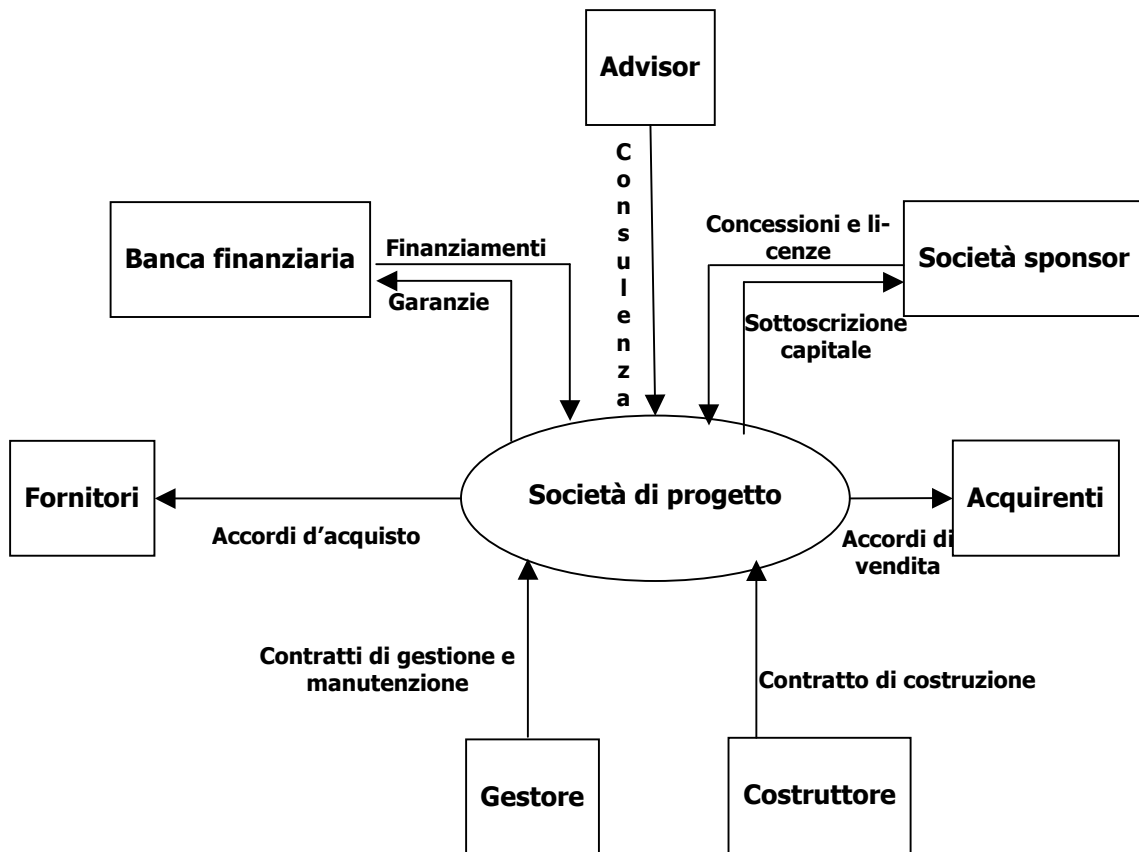 Advisor
Consulenza
Banca finanziaria
Finanziamenti
Garanzie
Concessioni e li-
cenze
Società sponsor
Sottoscrizione
capitale
Fornitori
Accordi d’acquisto
Società di progetto
Acquirenti
Accordi di
vendita
Contratti di gestione e
manutenzione
Contratto di costruzione
Gestore
Costruttore